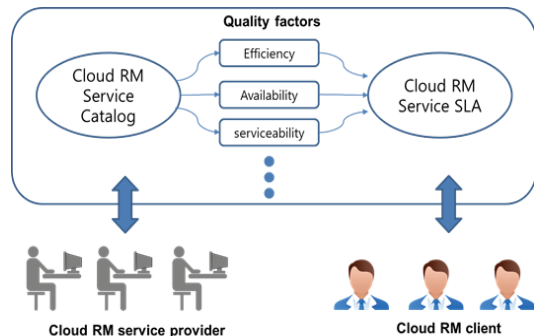 Quality factors
Cloud RM
Service
Catalog
Efficiency
Availability
serviceability
Cloud RM
Service SLA
Cloud RM service provider
Cloud RM client